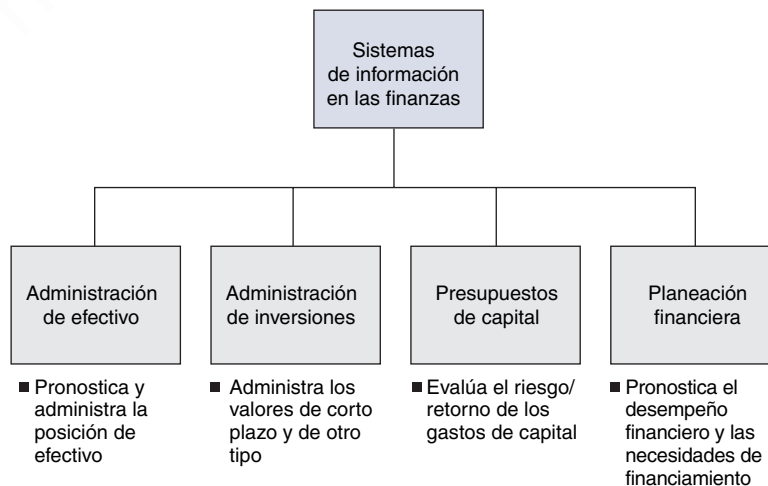 Sistemas
de información
en las finanzas
Administración
de efectivo
Administración
de inversiones
Presupuestos
de capital
Planeación
financiera
■ Pronostica y
administra la
posición de
efectivo
■ Administra los
valores de corto
plazo y de otro
tipo
■ Evalúa el riesgo/
retorno de los
gastos de capital
■ Pronostica el
desempeño
financiero y las
necesidades de
financiamiento